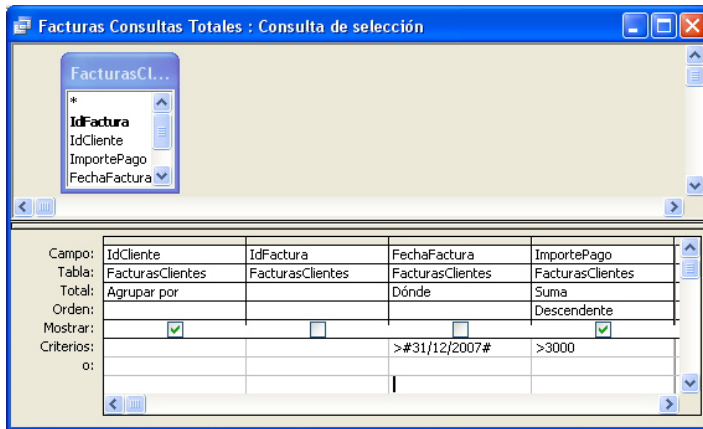 Facturas Consultas Totales : Consulta de selección
FacturasCl...
*
IdFactura
IdCliente
ImportePago
FechaFactura
Campo: IdCliente IdFactura FechaFactura ImportePago
Tabla: FacturasClientes FacturasClientes FacturasClientes FacturasClientes
Total: Agrupar por Dónde Suma
Orden: Descendente
Mostrar:
Criterios: >#31/12/2007# >3000
o: